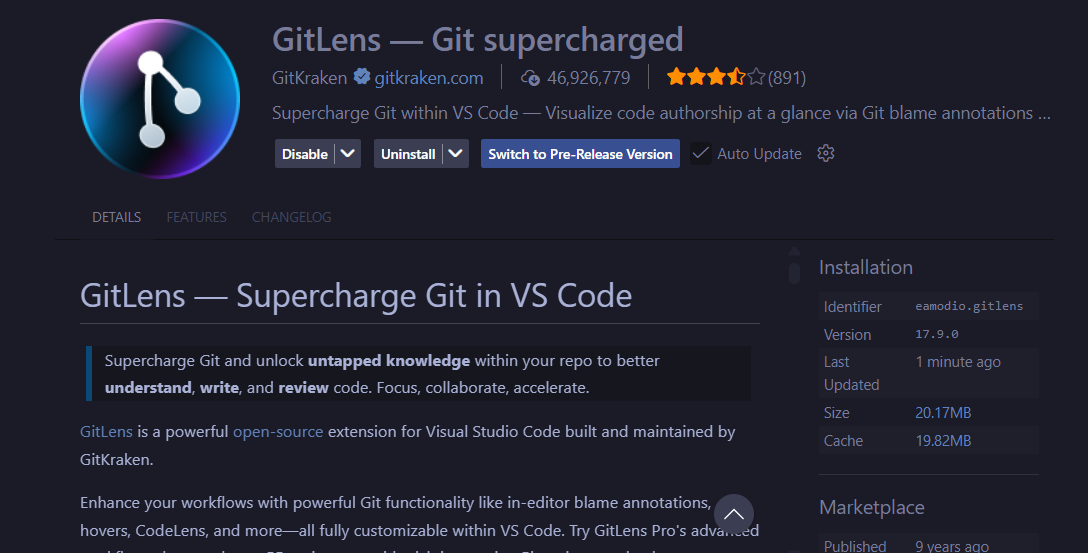 GitLens — Git supercharged
GitKraken gitkraken.com 46,926,779 (891)
Supercharge Git within VS Code — Visualize code authorship at a glance via Git blame annotations ...
Disable Uninstall Switch to Pre-Release Version Auto Update
DETAILS FEATURES CHANGELOG
GitLens — Supercharge Git in VS Code
Supercharge Git and unlock untapped knowledge within your repo to better
understand, write, and review code. Focus, collaborate, accelerate.
GitLens is a powerful open-source extension for Visual Studio Code built and maintained by
GitKraken.
Enhance your workflows with powerful Git functionality like in-editor blame annotations,
hovers, CodeLens, and more—all fully customizable within VS Code. Try GitLens Pro's advanced
Installation
Identifier eamodio.gitlens
Version 17.9.0
Last 1 minute ago
Updated
Size 20.17MB
Cache 19.82MB
Marketplace
Published 9 years ago